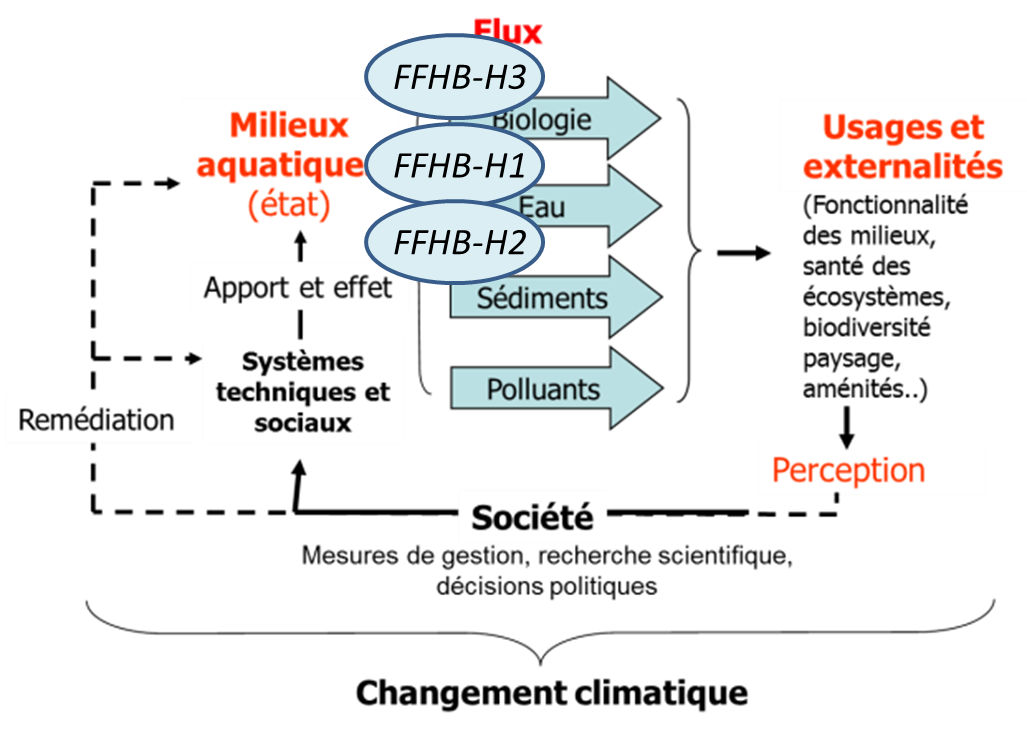 Flux
FFHB-H3
Biologie
Milieux
aquatique
(état)
FFHB-H1
Eau
FFHB-H2
Sédiments
Polluants
Apport et effet
Systèmes
techniques et
sociaux
Remédiation
Usages et
externalités
(Fonctionnalité
des milieux,
santé des
écosystèmes,
biodiversité
paysage,
aménités..)
Perception
Société
Mesures de gestion, recherche scientifique,
décisions politiques
Changement climatique